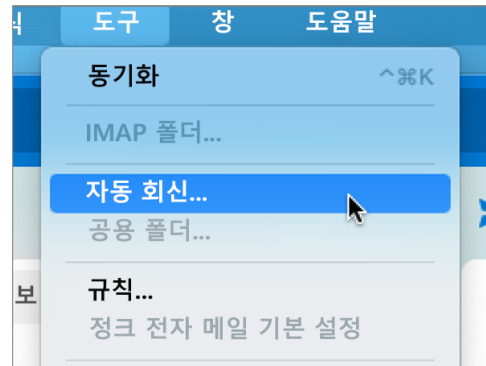 식 도구 창 도움말
동기화 ^⌘K
IMAP 폴더...
자동 회신...
공용 폴더...
보
규칙...
정크 전자 메일 기본 설정